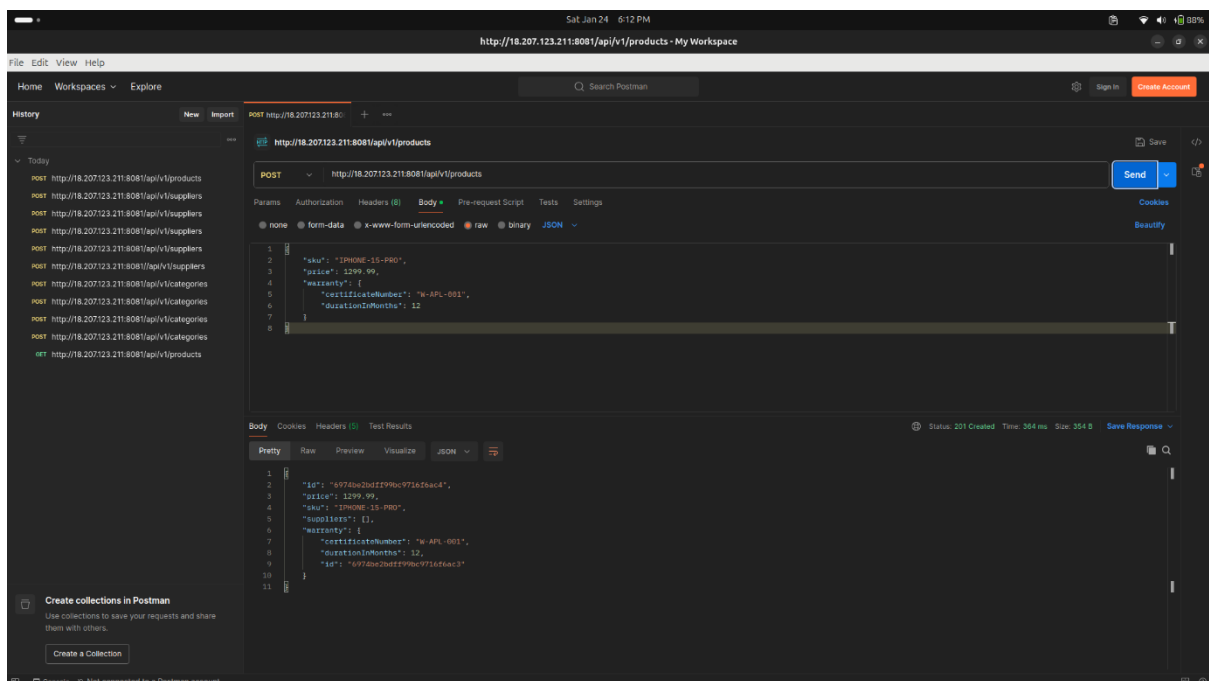 Sat Jan 24 6:12 PM
88%
http://18.207.123.211:8081/api/v1/products - My Workspace
File Edit View Help
Home Workspaces Explore
Search Postman
Sign In
Create Account
History
New Import
POST http://18.207.123.211:80
http://18.207.123.211:8081/api/v1/products
Save
Today
POST http://18.207.123.211:8081/api/v1/products
POST http://18.207.123.211:8081/api/v1/suppliers
POST http://18.207.123.211:8081/api/v1/suppliers
POST http://18.207.123.211:8081/api/v1/suppliers
POST http://18.207.123.211:8081/api/v1/suppliers
POST http://18.207.123.211:8081//api/v1/suppliers
POST http://18.207.123.211:8081/api/v1/categories
POST http://18.207.123.211:8081/api/v1/categories
POST http://18.207.123.211:8081/api/v1/categories
POST http://18.207.123.211:8081/api/v1/categories
GET http://18.207.123.211:8081/api/v1/products
POST http://18.207.123.211:8081/api/v1/products
Send
Params Authorization Headers (8) Body Pre-request Script Tests Settings
Cookies
none form-data x-www-form-urlencoded raw binary JSON
Beautify
1 {
2 "sku": "IPHONE-15-PRO",
3 "price": 1299.99,
4 "warranty": {
5 "certificateNumber": "W-APL-001",
6 "durationInMonths": 12
7 }
8 }
Body Cookies Headers (5) Test Results
Status: 201 Created Time: 364 ms Size: 354 B Save Response
Pretty Raw Preview Visualize JSON
1 {
2 "id": "6974be2bdff99bc9716f6ac4",
3 "price": 1299.99,
4 "sku": "IPHONE-15-PRO",
5 "suppliers": [],
6 "warranty": {
7 "certificateNumber": "W-APL-001",
8 "durationInMonths": 12,
9 "id": "6974be2bdff99bc9716f6ac3"
10 }
11 }
Create collections in Postman
Use collections to save your requests and share
them with others.
Create a Collection
Console Not connected to a Postman account